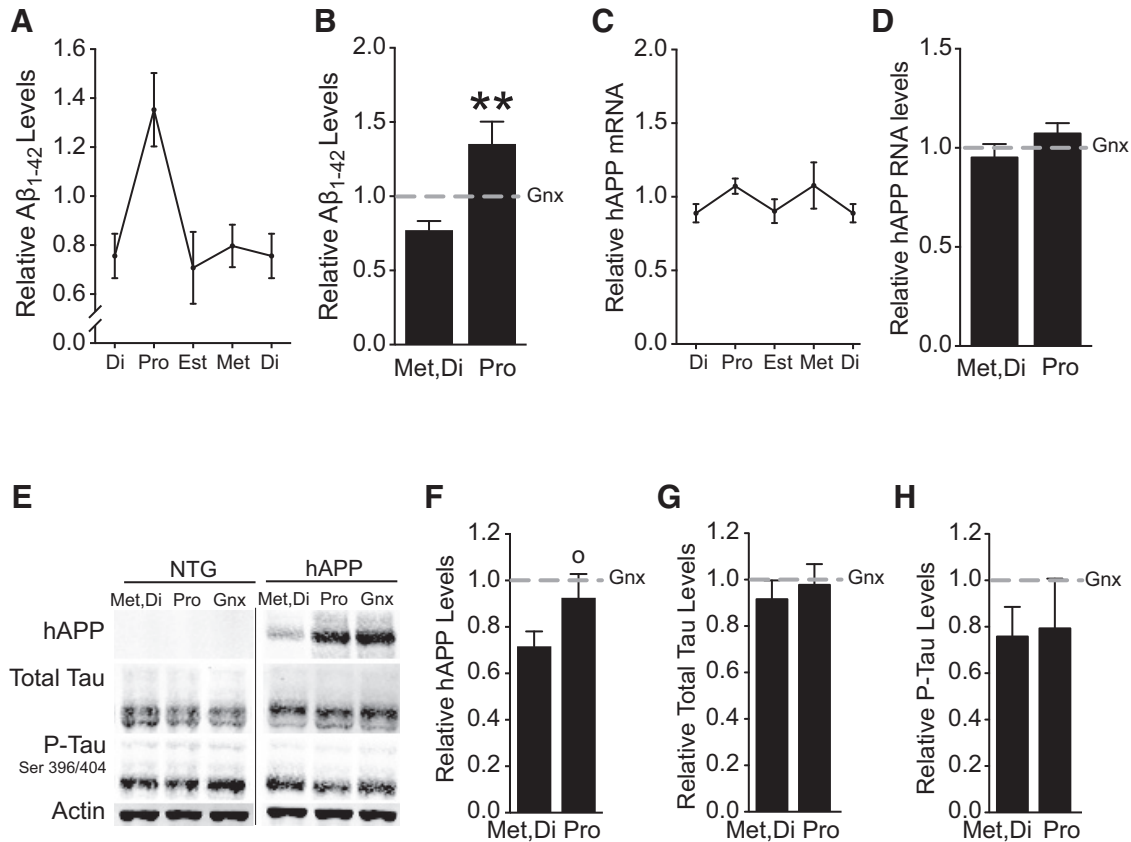 A
Relative Aβ1-42 Levels
1.6
1.4
1.2
1.0
0.8
0.6
0.0
Di Pro Est Met Di
B
Relative Aβ1-42 Levels
2.0
1.5
1.0
0.5
0.0
**
Gnx
Met,Di Pro
C
Relative hAPP mRNA
2.0
1.5
1.0
0.5
0.0
Di Pro Est Met Di
D
Relative hAPP RNA levels
1.5
1.0
0.5
0.0
Gnx
Met,Di Pro
E
NTG hAPP
Met,Di Pro Gnx Met,Di Pro Gnx
hAPP
Total Tau
P-Tau
Ser 396/404
Actin
F
Relative hAPP Levels
1.2
1.0
0.8
0.6
0.4
0.2
0.0
o
Gnx
Met,Di Pro
G
Relative Total Tau Levels
1.2
1.0
0.8
0.6
0.4
0.2
0.0
Gnx
Met,Di Pro
H
Relative P-Tau Levels
1.2
1.0
0.8
0.6
0.4
0.2
0.0
Gnx
Met,Di Pro